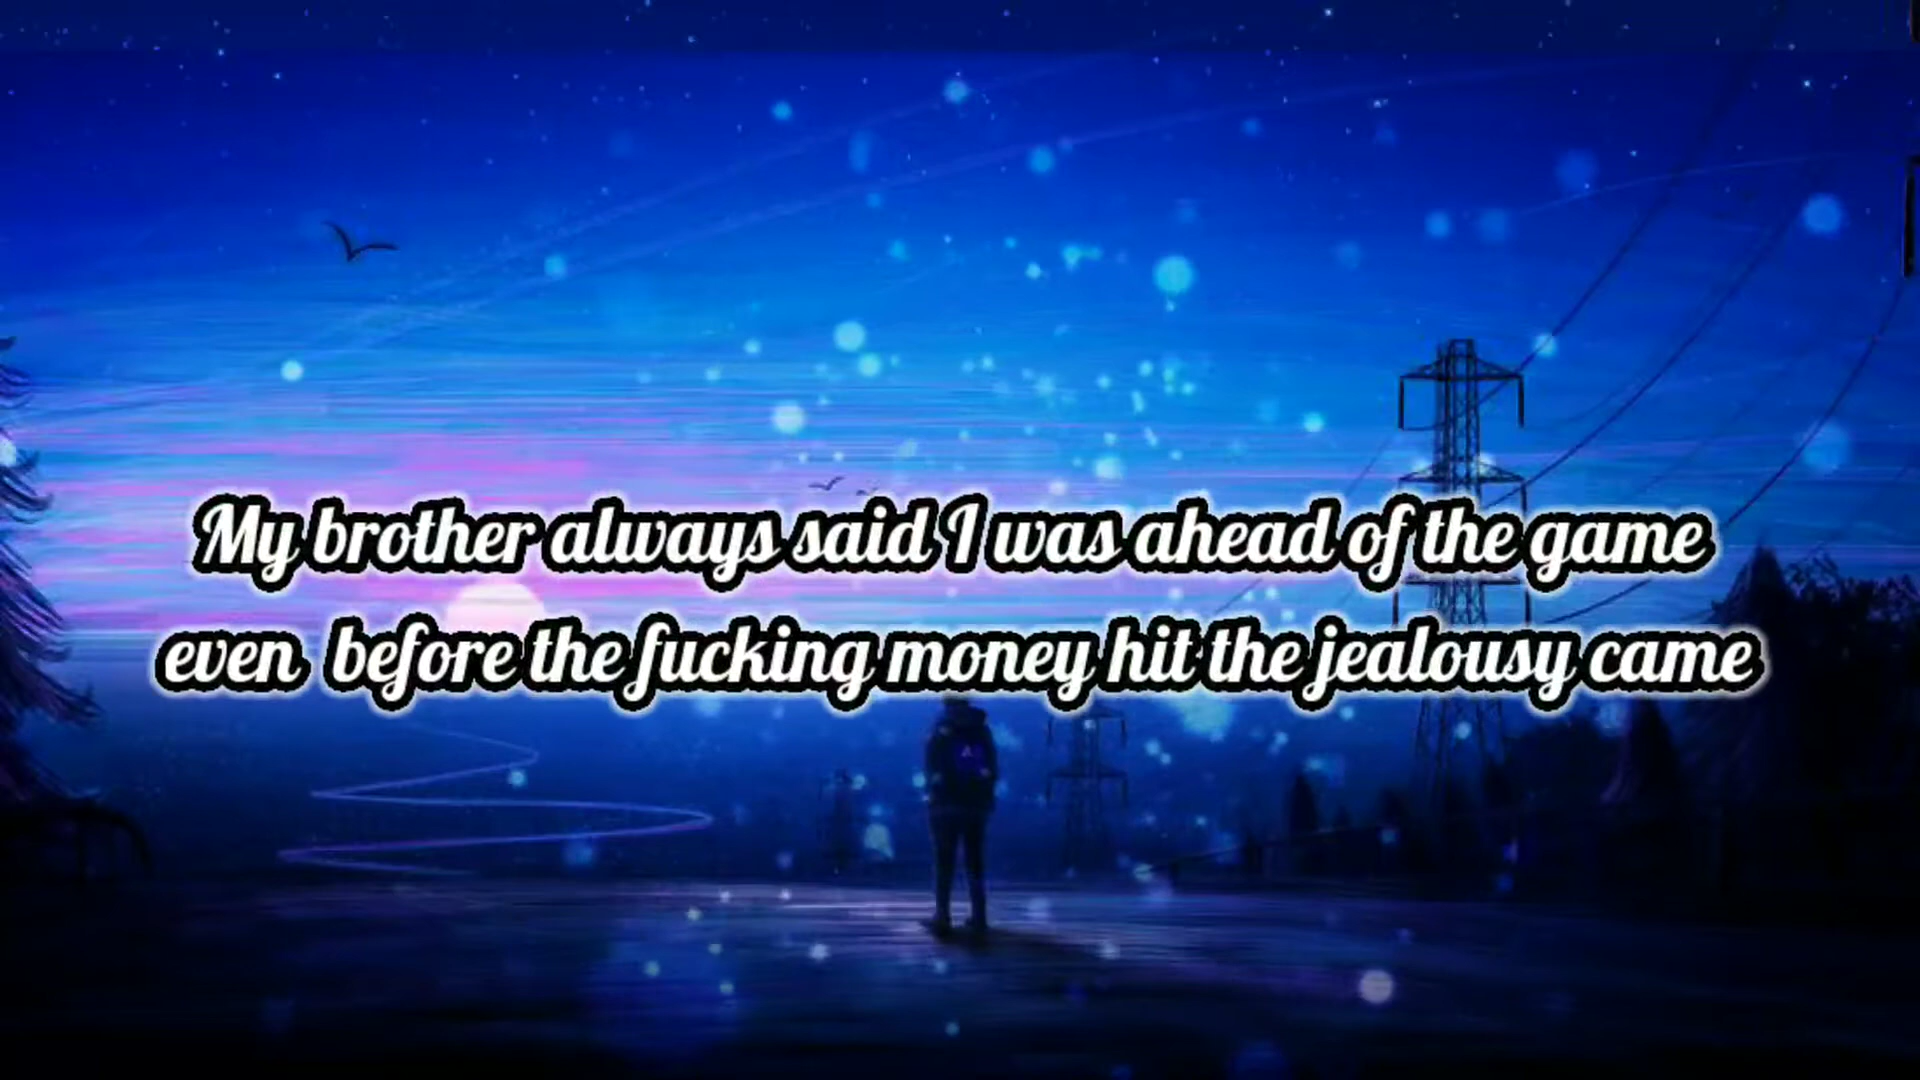 My brother always said I was ahead of the game
even before the fucking money hit the jealousy came